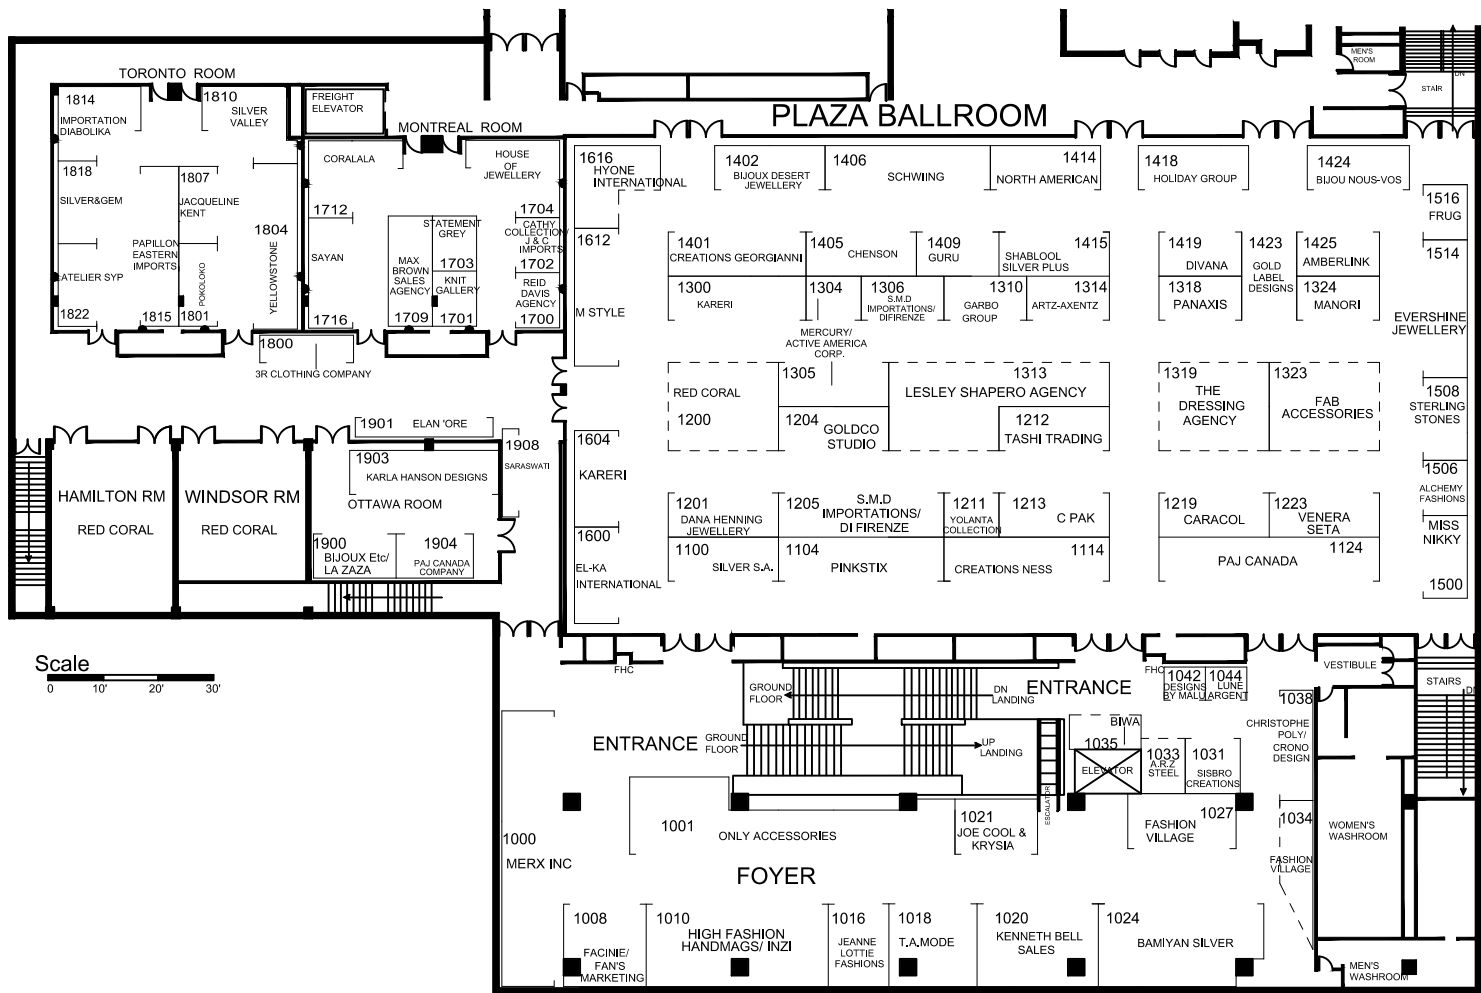 MEN'S
ROOM
STAIR
DN
TORONTO ROOM
1814
IMPORTATION
DIABOLIKA
1810
SILVER
VALLEY
1818
SILVER&GEM
1807
JACQUELINE
KENT
1804
YELLOWSTONE
PAPILLON
EASTERN
IMPORTS
ATELIER SYP
POKOLOKO
1822
1815
1801
FREIGHT
ELEVATOR
MONTREAL ROOM
CORALALA
HOUSE
OF
JEWELLERY
1712
SAYAN
1716
STATEMENT
GREY
1703
MAX
BROWN
SALES
AGENCY
1709
KNIT
GALLERY
1701
1704
CATHY
COLLECTION/
J & C
IMPORTS
1702
REID
DAVIS
AGENCY
1700
1800
3R CLOTHING COMPANY
1901
ELAN 'ORE
1908
SARASWATI
1903
KARLA HANSON DESIGNS
OTTAWA ROOM
1900
BIJOUX Etc/
LA ZAZA
1904
PAJ CANADA
COMPANY
HAMILTON RM
RED CORAL
WINDSOR RM
RED CORAL
Scale
0 10' 20' 30'
PLAZA BALLROOM
1616
HYONE
INTERNATIONAL
1402
BIJOUX DESERT
JEWELLERY
1406
SCHWIING
1414
NORTH AMERICAN
1418
HOLIDAY GROUP
1424
BIJOU NOUS-VOS
1516
FRUG
1612
M STYLE
1401
CREATIONS GEORGIANNI
1405
CHENSON
1409
GURU
1415
SHABLOOL
SILVER PLUS
1419
DIVANA
1423
GOLD
LABEL
DESIGNS
1425
AMBERLINK
1514
EVERSHINE
JEWELLERY
1300
KARERI
1304
MERCURY/
ACTIVE AMERICA
CORP.
1306
S.M.D
IMPORTATIONS/
DIFIRENZE
1310
GARBO
GROUP
1314
ARTZ-AXENTZ
1318
PANAXIS
1324
MANORI
RED CORAL
1200
1305
1313
LESLEY SHAPERO AGENCY
1204
GOLDCO
STUDIO
1212
TASHI TRADING
1319
THE
DRESSING
AGENCY
1323
FAB
ACCESSORIES
1508
STERLING
STONES
1604
KARERI
1506
ALCHEMY
FASHIONS
1201
DANA HENNING
JEWELLERY
1205
S.M.D
IMPORTATIONS/
DI FIRENZE
1211
YOLANTA
COLLECTION
1213
C PAK
1219
CARACOL
1223
VENERA
SETA
MISS
NIKKY
1500
1600
EL-KA
INTERNATIONAL
1100
SILVER S.A.
1104
PINKSTIX
1114
CREATIONS NESS
1124
PAJ CANADA
FHC
FHC
GROUND
FLOOR
DN
LANDING
ENTRANCE
ENTRANCE
GROUND
FLOOR
UP
LANDING
ESCALATOR
1042
DESIGNS
BY MALU
1044
LUNE
ARGENT
VESTIBULE
STAIRS
DN
1038
CHRISTOPHE
POLY/
CRONO
DESIGN
BIWA
1035
ELEVATOR
1033
A.R.Z
STEEL
1031
SISBRO
CREATIONS
1000
MERX INC
1001
ONLY ACCESSORIES
1021
JOE COOL &
KRYSIA
1027
FASHION
VILLAGE
1034
FASHION
VILLAGE
WOMEN'S
WASHROOM
FOYER
1008
FACINIE/
FAN'S
MARKETING
1010
HIGH FASHION
HANDMAGS/ INZI
1016
JEANNE
LOTTIE
FASHIONS
1018
T.A.MODE
1020
KENNETH BELL
SALES
1024
BAMIYAN SILVER
MEN'S
WASHROOM